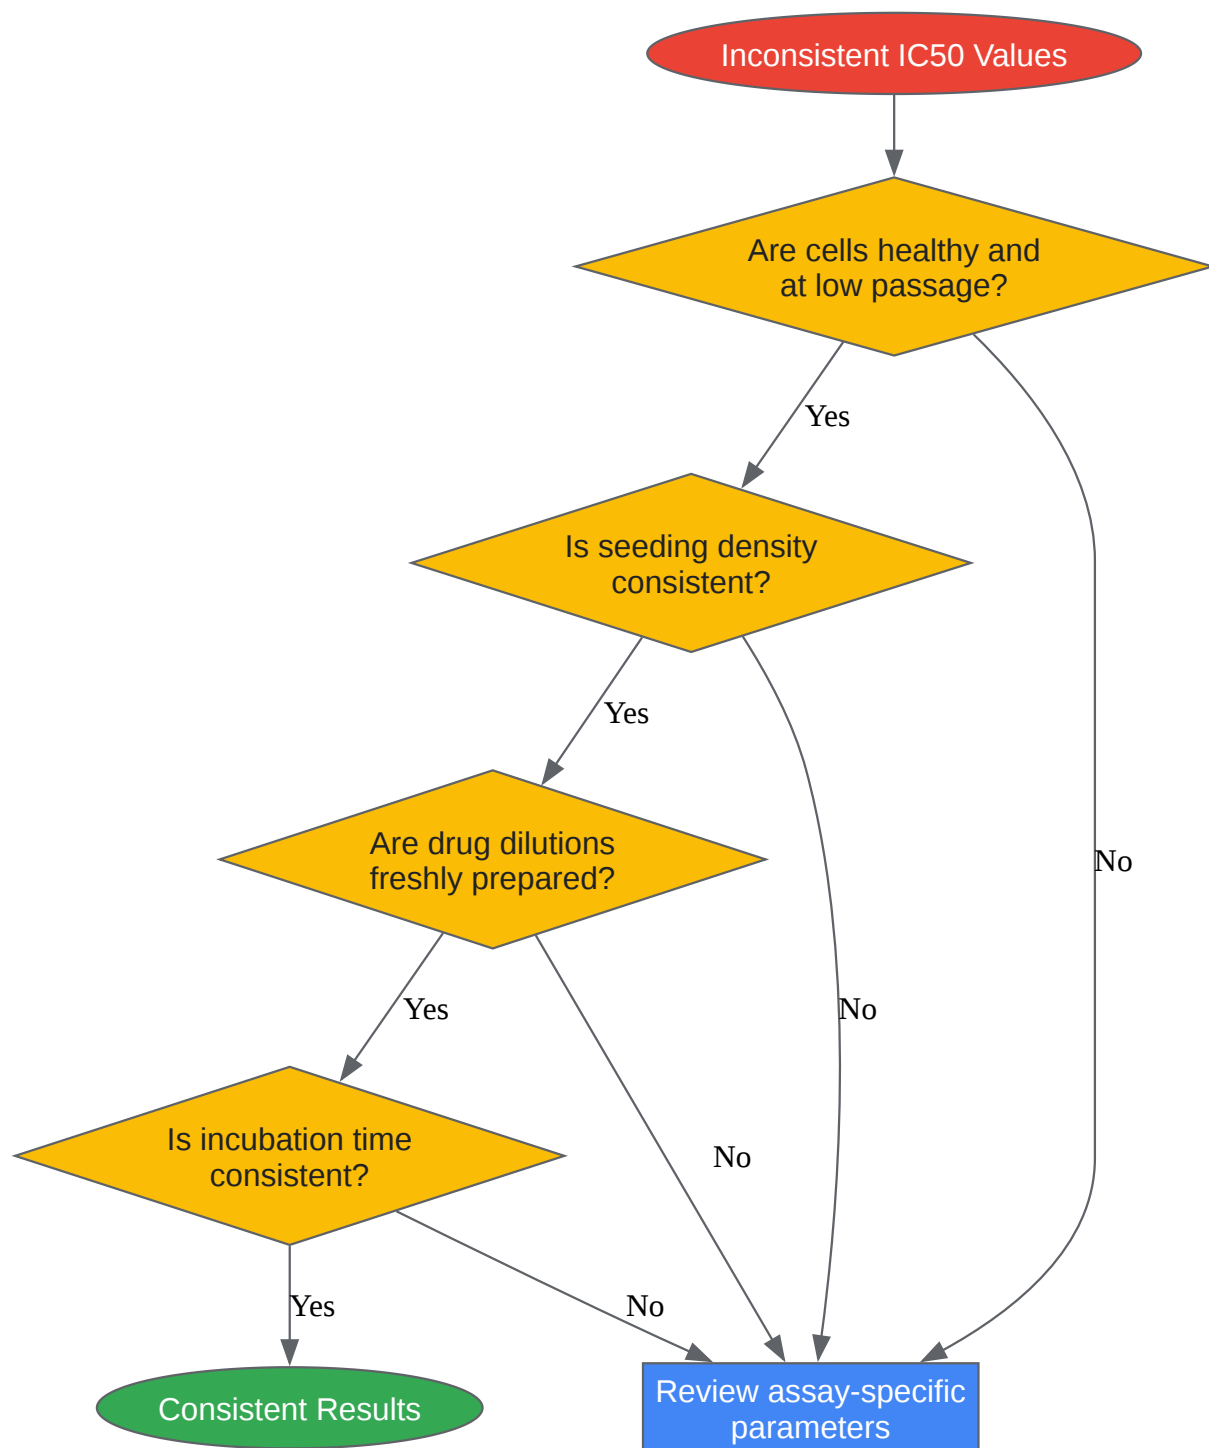 Inconsistent IC50 Values
Are cells healthy and
at low passage?
Yes
Is seeding density
consistent?
Yes
Are drug dilutions
freshly prepared?
No
Yes
No
Is incubation time
consistent?
No
Yes
No
Consistent Results
Review assay-specific
parameters